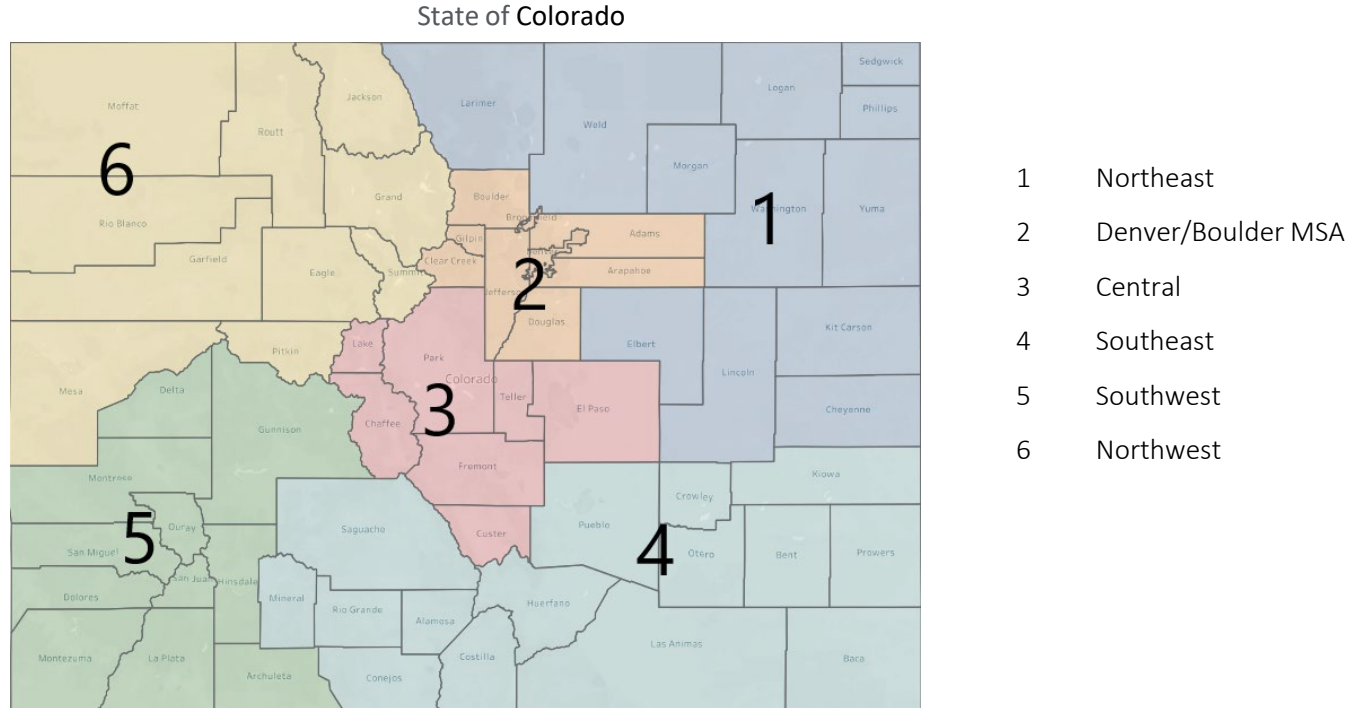 State of Colorado
Sedgwick
Logan
Moffat
Jackson
Larimer
Phillips
Weld
Routt
Morgan
Grand
Boulder
Washington
Yuma
6
1
Rio Blanco
Broomfield
Adams
Gilpin
Garfield
Clear Creek
Eagle
Summit
Arapahoe
2
Jefferson
Douglas
Kit Carson
Elbert
Lake
Pitkin
Park
Lincoln
Colorado
Mesa
Delta
Teller
El Paso
Cheyenne
3
Chaffee
Gunnison
Fremont
Kiowa
Montrose
Crowley
Pueblo
Ouray
Saguache
Custer
5
4
San Miguel
Otero
Bent
Prowers
San Juan
Hinsdale
Dolores
Mineral
Rio Grande
Huerfano
Alamosa
Las Animas
Montezuma
La Plata
Costilla
Baca
Archuleta
Conejos
1 Northeast
2 Denver/Boulder MSA
3 Central
4 Southeast
5 Southwest
6 Northwest